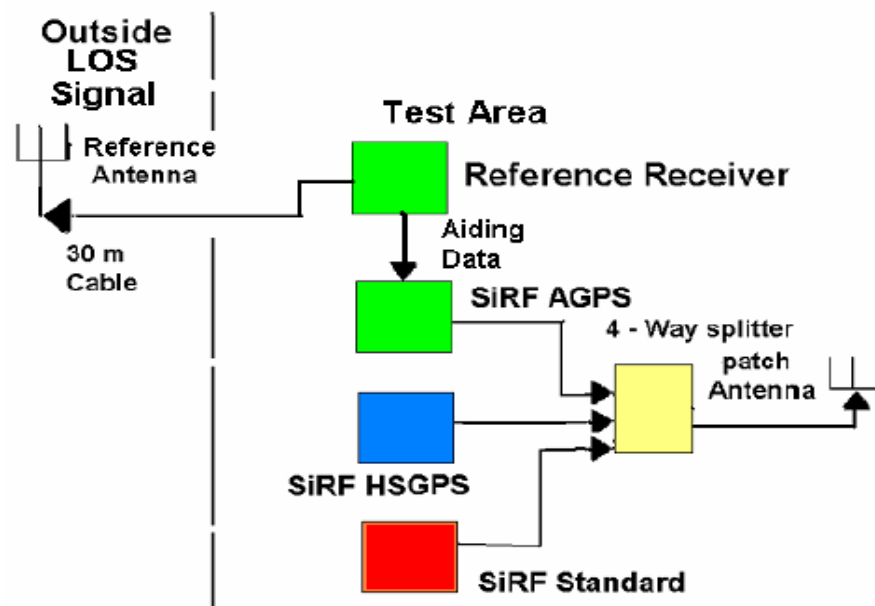 Outside
LOS
Signal
Reference
Antenna
30 m
Cable
Test Area
Reference Receiver
Aiding
Data
SiRF AGPS
4 - Way splitter
patch
Antenna
SiRF HSGPS
SiRF Standard